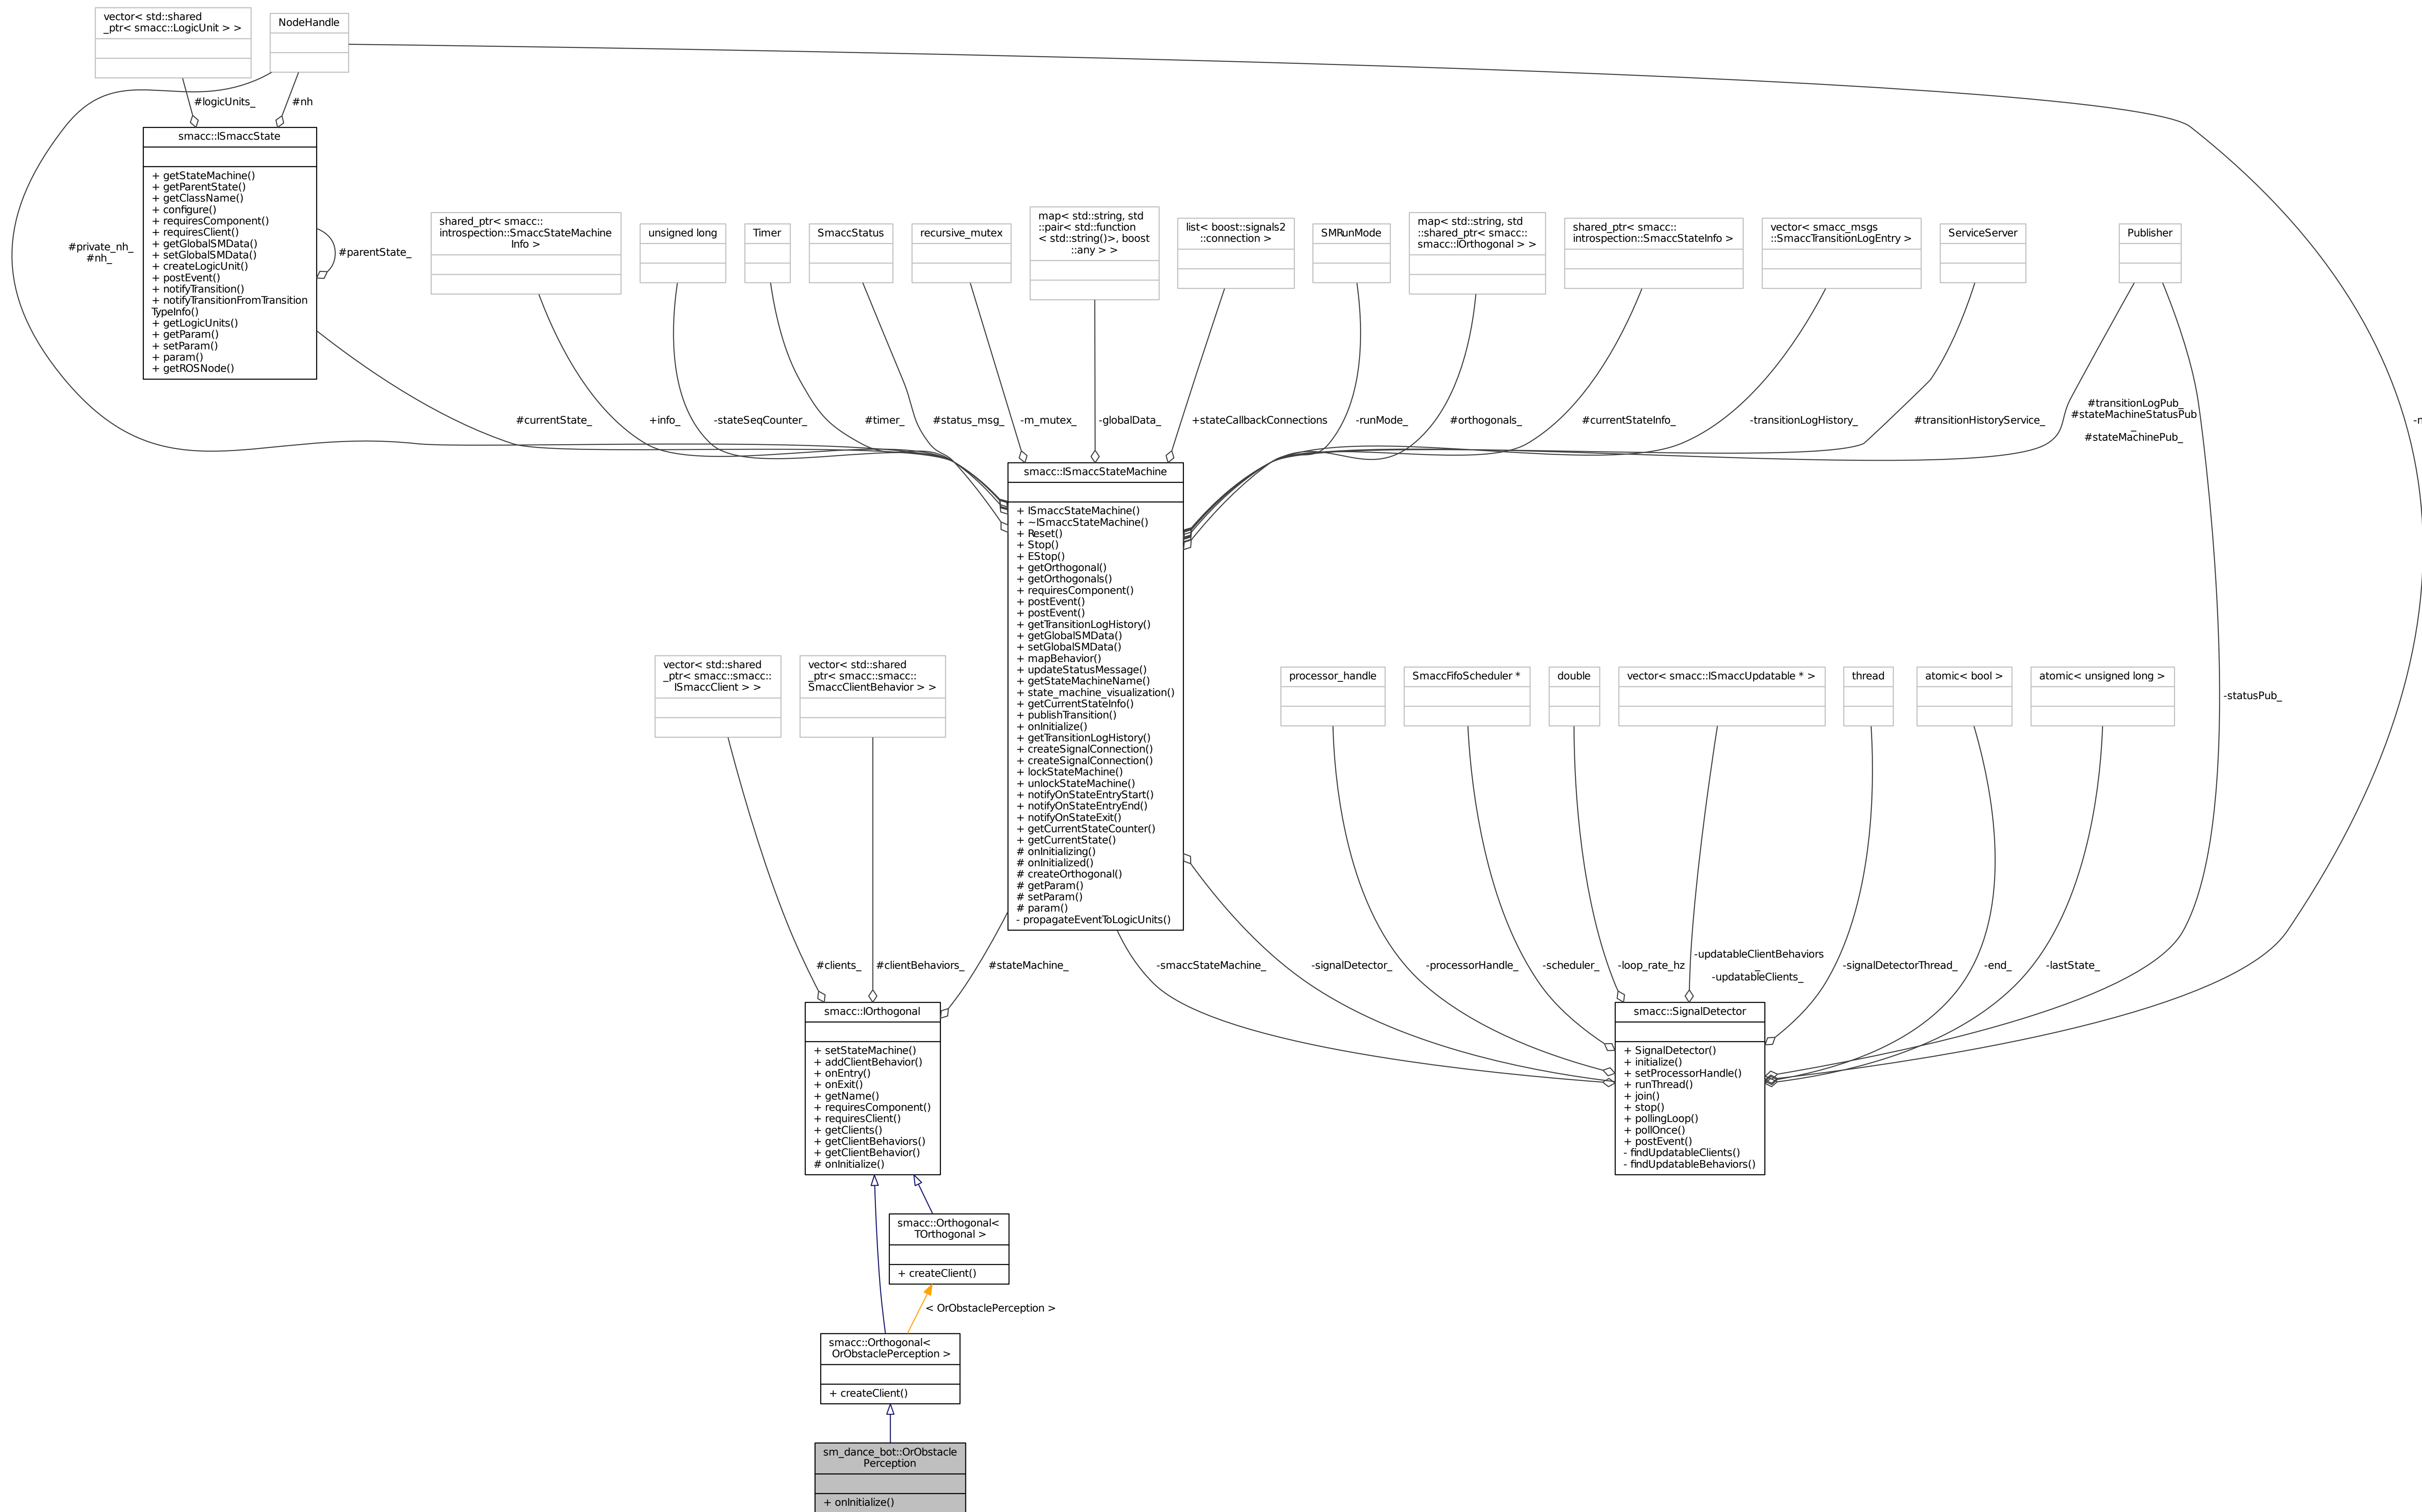 vector< std::shared
_ptr< smacc::LogicUnit > >
NodeHandle
#logicUnits_
#nh
smacc::ISmaccState
+ getStateMachine()
+ getParentState()
+ getClassName()
+ configure()
+ requiresComponent()
+ requiresClient()
+ getGlobalSMData()
+ setGlobalSMData()
+ createLogicUnit()
+ postEvent()
+ notifyTransition()
+ notifyTransitionFromTransition
TypeInfo()
+ getLogicUnits()
+ getParam()
+ setParam()
+ param()
+ getROSNode()
#private_nh_
#nh_
#parentState_
shared_ptr< smacc::
introspection::SmaccStateMachine
Info >
unsigned long
Timer
SmaccStatus
recursive_mutex
map< std::string, std
::pair< std::function
< std::string()>, boost
::any > >
list< boost::signals2
::connection >
SMRunMode
map< std::string, std
::shared_ptr< smacc::
smacc::IOrthogonal > >
shared_ptr< smacc::
introspection::SmaccStateInfo >
vector< smacc_msgs
::SmaccTransitionLogEntry >
ServiceServer
Publisher
#currentState_
+info_
-stateSeqCounter_
#timer_
#status_msg_
-m_mutex_
-globalData_
+stateCallbackConnections
-runMode_
#orthogonals_
#currentStateInfo_
-transitionLogHistory_
#transitionHistoryService_
#transitionLogPub_
#stateMachineStatusPub
_
#stateMachinePub_
-n
smacc::ISmaccStateMachine
+ ISmaccStateMachine()
+ ~ISmaccStateMachine()
+ Reset()
+ Stop()
+ EStop()
+ getOrthogonal()
+ getOrthogonals()
+ requiresComponent()
+ postEvent()
+ postEvent()
+ getTransitionLogHistory()
+ getGlobalSMData()
+ setGlobalSMData()
+ mapBehavior()
+ updateStatusMessage()
+ getStateMachineName()
+ state_machine_visualization()
+ getCurrentStateInfo()
+ publishTransition()
+ onInitialize()
+ getTransitionLogHistory()
+ createSignalConnection()
+ createSignalConnection()
+ lockStateMachine()
+ unlockStateMachine()
+ notifyOnStateEntryStart()
+ notifyOnStateEntryEnd()
+ notifyOnStateExit()
+ getCurrentStateCounter()
+ getCurrentState()
# onInitializing()
# onInitialized()
# createOrthogonal()
# getParam()
# setParam()
# param()
- propagateEventToLogicUnits()
vector< std::shared
_ptr< smacc::smacc::
ISmaccClient > >
vector< std::shared
_ptr< smacc::smacc::
SmaccClientBehavior > >
processor_handle
SmaccFifoScheduler *
double
vector< smacc::ISmaccUpdatable * >
thread
atomic< bool >
atomic< unsigned long >
-statusPub_
#clients_
#clientBehaviors_
#stateMachine_
-smaccStateMachine_
-signalDetector_
-processorHandle_
-scheduler_
-loop_rate_hz
-updatableClientBehaviors
_
-updatableClients_
-signalDetectorThread_
-end_
-lastState_
smacc::IOrthogonal
+ setStateMachine()
+ addClientBehavior()
+ onEntry()
+ onExit()
+ getName()
+ requiresComponent()
+ requiresClient()
+ getClients()
+ getClientBehaviors()
+ getClientBehavior()
# onInitialize()
smacc::SignalDetector
+ SignalDetector()
+ initialize()
+ setProcessorHandle()
+ runThread()
+ join()
+ stop()
+ pollingLoop()
+ pollOnce()
+ postEvent()
- findUpdatableClients()
- findUpdatableBehaviors()
smacc::Orthogonal<
TOrthogonal >
+ createClient()
< OrObstaclePerception >
smacc::Orthogonal<
OrObstaclePerception >
+ createClient()
sm_dance_bot::OrObstacle
Perception
+ onInitialize()